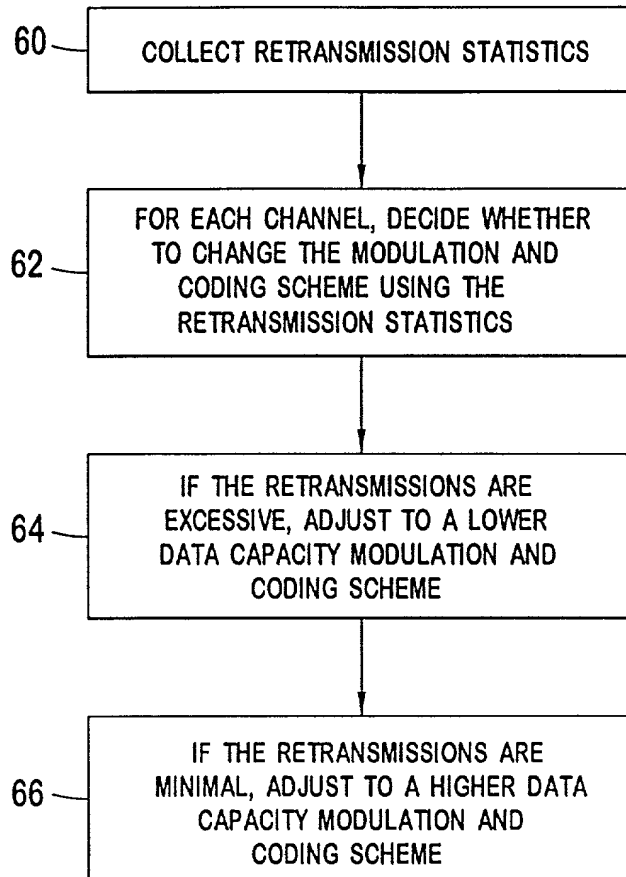 60
COLLECT RETRANSMISSION STATISTICS
62
FOR EACH CHANNEL, DECIDE WHETHER
TO CHANGE THE MODULATION AND
CODING SCHEME USING THE
RETRANSMISSION STATISTICS
64
IF THE RETRANSMISSIONS ARE
EXCESSIVE, ADJUST TO A LOWER
DATA CAPACITY MODULATION AND
CODING SCHEME
66
IF THE RETRANSMISSIONS ARE
MINIMAL, ADJUST TO A HIGHER DATA
CAPACITY MODULATION AND
CODING SCHEME